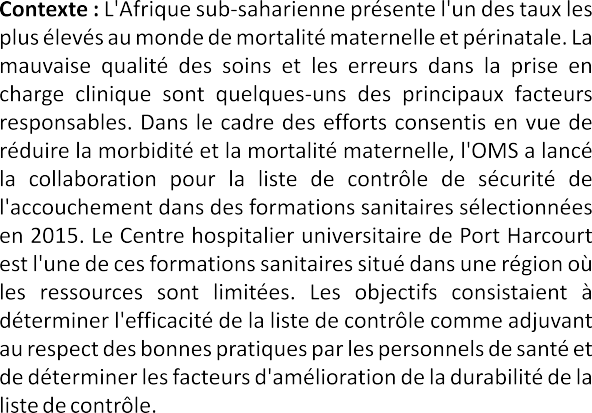 Contexte : L'Afrique sub-saharienne présente l'un des taux les
plus élevés au monde de mortalité maternelle et périnatale. La
mauvaise qualité des soins et les erreurs dans la prise en
charge clinique sont quelques-uns des principaux facteurs
responsables. Dans le cadre des efforts consentis en vue de
réduire la morbidité et la mortalité maternelle, l'OMS a lancé
la collaboration pour la liste de contrôle de sécurité de
l'accouchement dans des formations sanitaires sélectionnées
en 2015. Le Centre hospitalier universitaire de Port Harcourt
est l'une de ces formations sanitaires situé dans une région où
les ressources sont limitées. Les objectifs consistaient à
déterminer l'efficacité de la liste de contrôle comme adjuvant
au respect des bonnes pratiques par les personnels de santé et
de déterminer les facteurs d'amélioration de la durabilité de la
liste de contrôle.